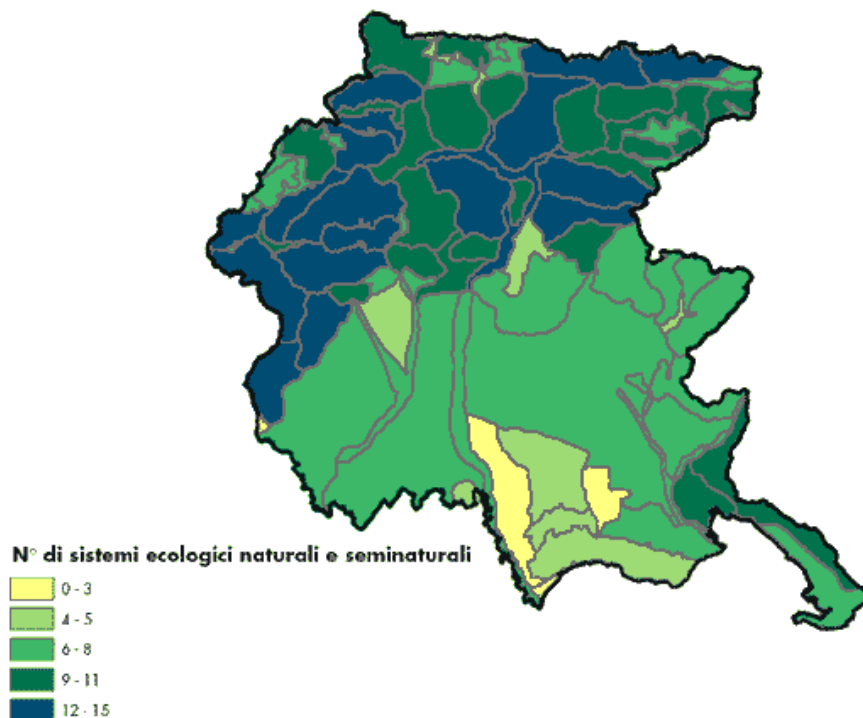 N° di sistemi ecologici naturali e seminaturali
0 - 3
4 - 5
6 - 8
9 - 11
12 - 15